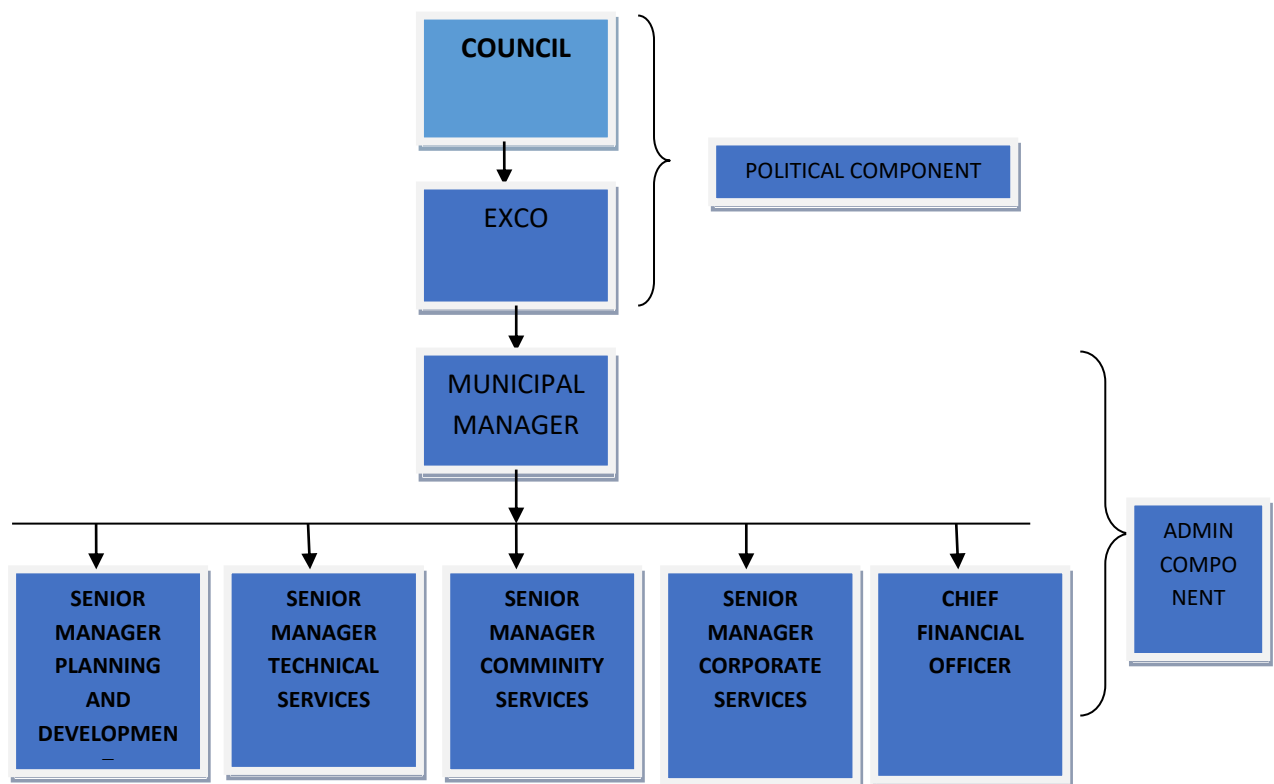 COUNCIL
POLITICAL COMPONENT
EXCO
MUNICIPAL
MANAGER
ADMIN
COMPO
NENT
SENIOR
MANAGER
PLANNING
AND
DEVELOPMEN
SENIOR
MANAGER
TECHNICAL
SERVICES
SENIOR
MANAGER
COMMINITY
SERVICES
SENIOR
MANAGER
CORPORATE
SERVICES
CHIEF
FINANCIAL
OFFICER